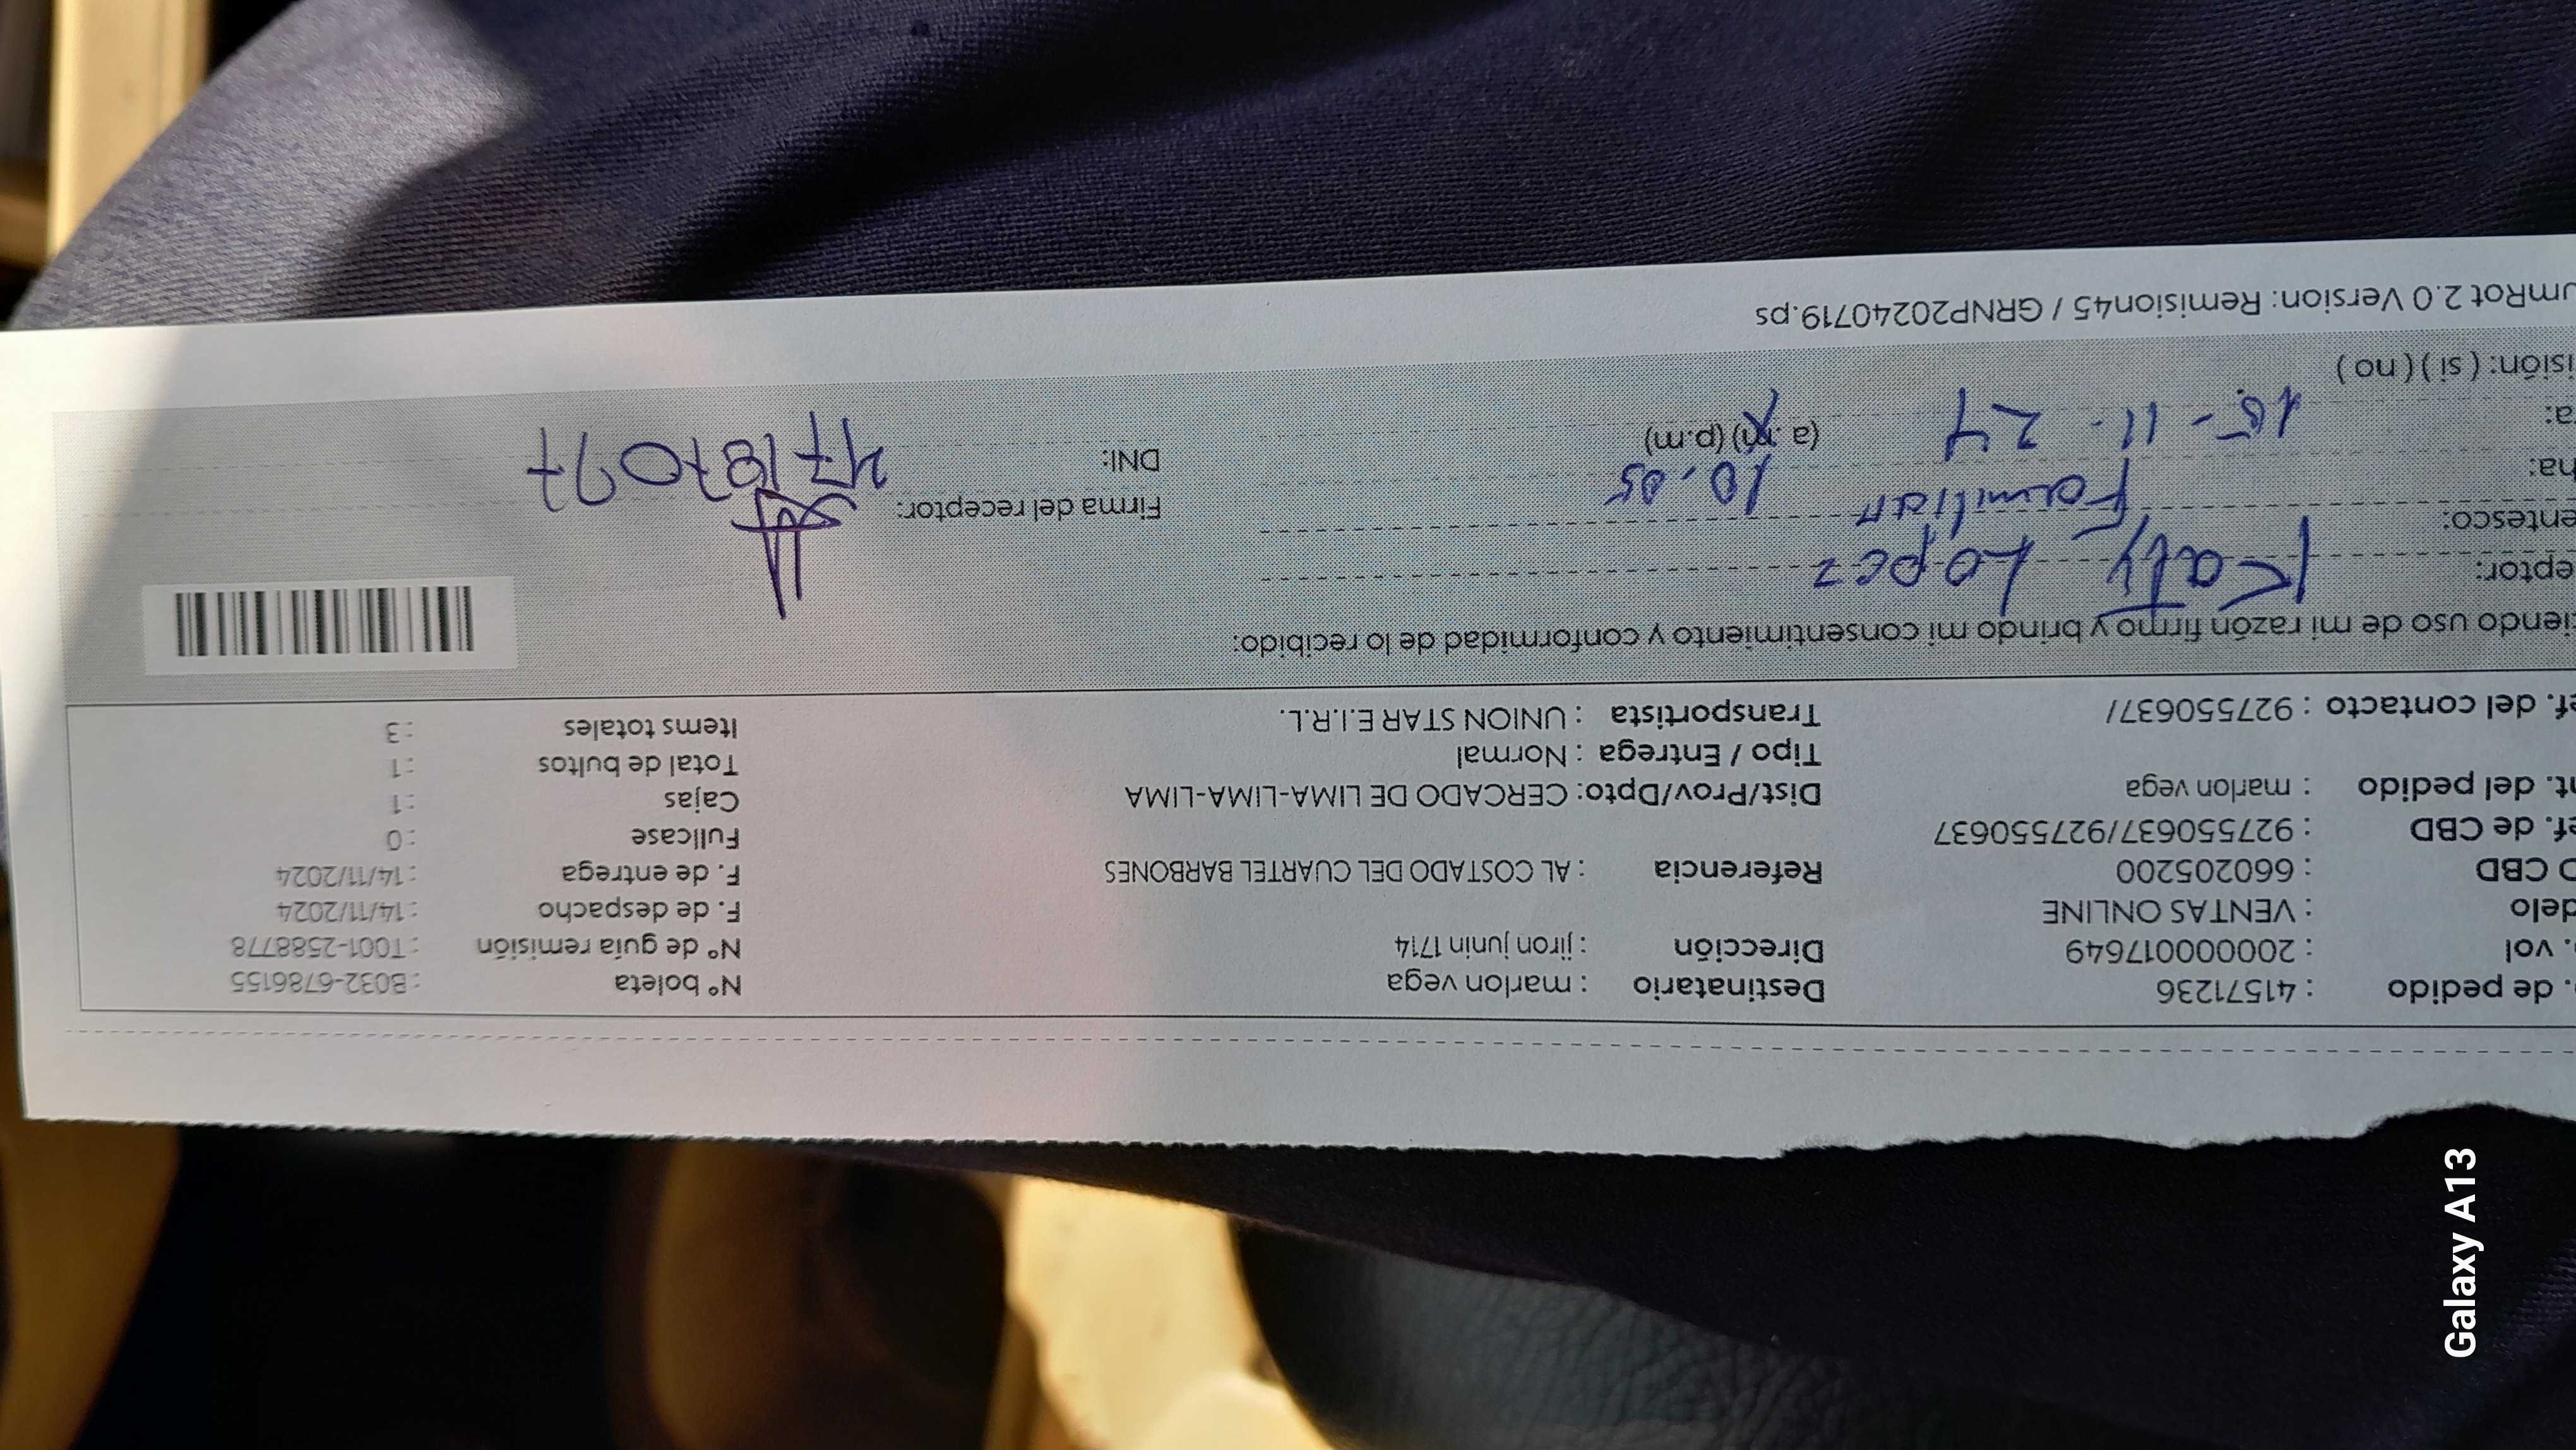 . de pedido : 41571236 Destinatario : marlon vega N° boleta : B032-6786155
. vol : 2000000017649 Dirección : jiron junin 1714 N° de guía remisión : T001-2588778
delo : VENTAS ONLINE F. de despacho : 14/11/2024
D CBD : 660205200 Referencia : AL COSTADO DEL CUARTEL BARBONES F. de entrega : 14/11/2024
ef. de CBD : 927550637/927550637 Fullcase : 0
nt. del pedido : marlon vega Dist/Prov/Dpto: CERCADO DE LIMA-LIMA-LIMA Cajas : 1
Tipo / Entrega : Normal Total de bultos : 1
ef. del contacto : 927550637/ Transportista : UNION STAR E.I.R.L. Items totales : 3
ciendo uso de mi razón firmo y brindo mi consentimiento y conformidad de lo recibido:
eptor: Katy Lopez
entesco: Familiar Firma del receptor:
ha: 10.05 (a.m) (p.m) DNI: 47187077
a: 15-11-24
isión: ( si ) ( no )
umRot 2.0 Version: Remision45 / GRNP20240719.ps
Galaxy A13